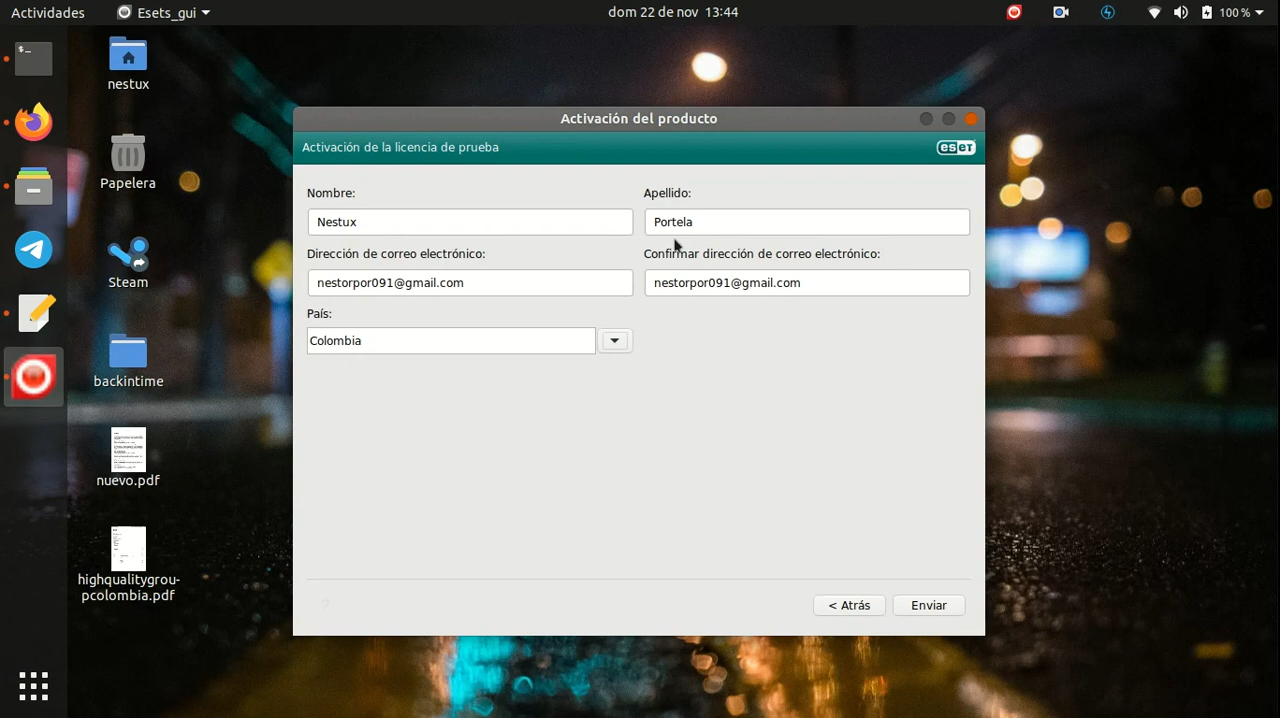 Actividades
Esets_gui
dom 22 de nov 13:44
100 %
nestux
Papelera
Steam
backintime
nuevo.pdf
highqualitygrou-
pcolombia.pdf
Activación del producto
Activación de la licencia de prueba
eset
Nombre:
Apellido:
Nestux
Portela
Dirección de correo electrónico:
Confirmar dirección de correo electrónico:
nestorpor091@gmail.com
nestorpor091@gmail.com
País:
Colombia
?
< Atrás
Enviar